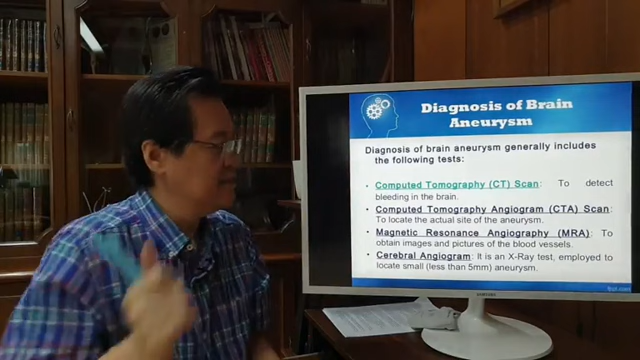 Diagnosis of Brain
Aneurysm
Diagnosis of brain aneurysm generally includes
the following tests:
• Computed Tomography (CT) Scan: To detect
bleeding in the brain.
• Computed Tomography Angiogram (CTA) Scan:
To locate the actual site of the aneurysm.
• Magnetic Resonance Angiography (MRA): To
obtain images and pictures of the blood vessels.
• Cerebral Angiogram: It is an X-Ray test, employed to
locate small (less than 5mm) aneurysm.
SAMSUNG